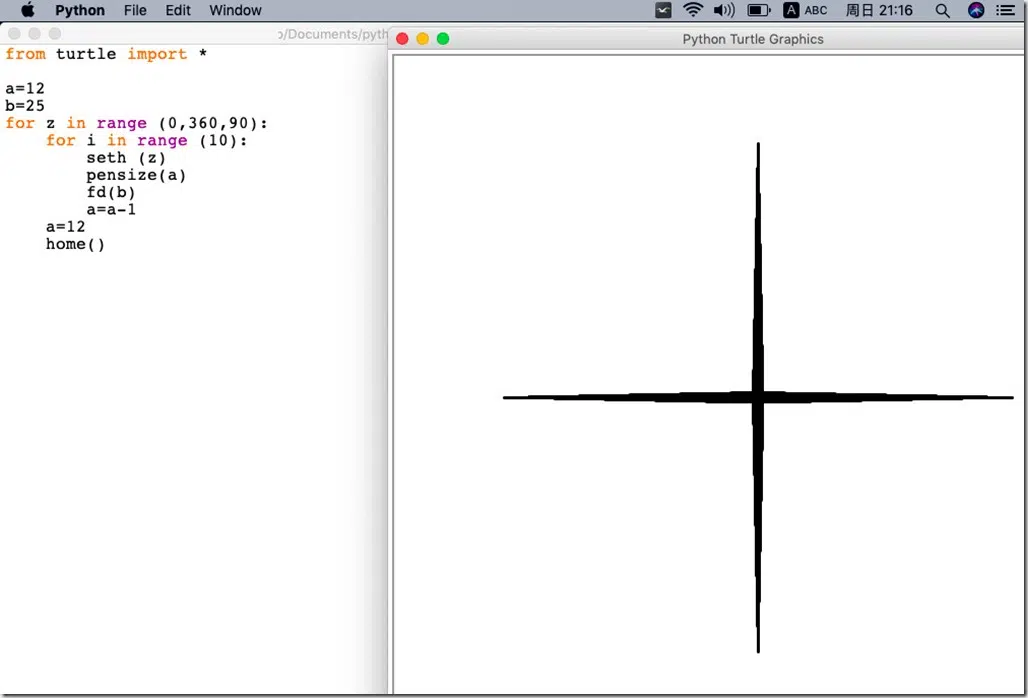 Python File Edit Window A ABC 周日 21:16
/Documents/pyth
Python Turtle Graphics
from turtle import *
a=12
b=25
for z in range (0,360,90):
    for i in range (10):
        seth (z)
        pensize(a)
        fd(b)
        a=a-1
    a=12
    home()